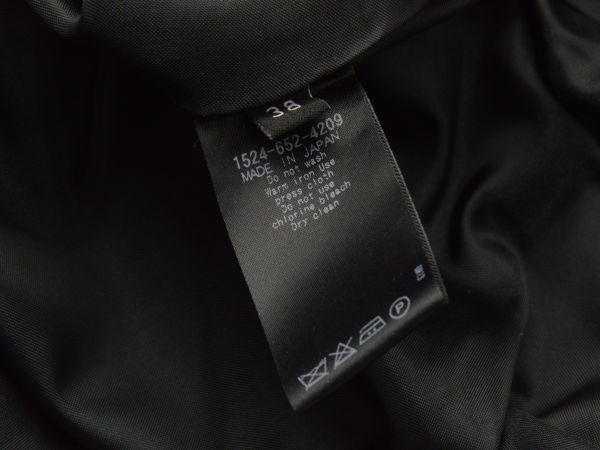 38
1524-652-4209
MADE IN JAPAN
Do not wash
Warm iron Use
press cloth
Do not use
chlorine bleach
Dry clean
P